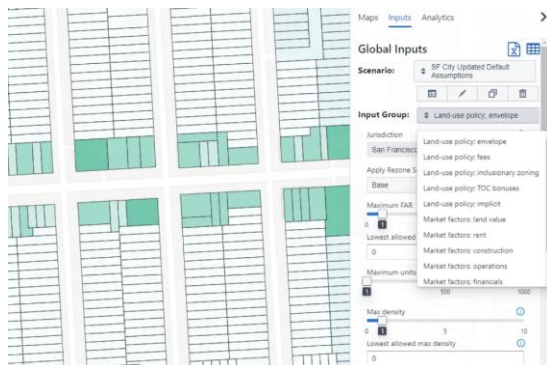 Maps Inputs Analytics
Global Inputs
Scenario:
SF City Updated Default
Assumptions
Input Group:
Land-use policy: envelope
Jurisdiction
San Francisco
Land-use policy: envelope
Land-use policy: fees
Land-use policy: inclusionary zoning
Apply Rezone S
Land-use policy: TOC bonuses
Base
Land-use policy: implicit
Maximum FAR
Market factors: land value
0 1
Market factors: rent
Lowest allowed
Market factors: construction
0
Market factors: operations
Maximum units
Market factors: financials
1 500 1000
Max density
0 1 5 10
Lowest allowed max density
0